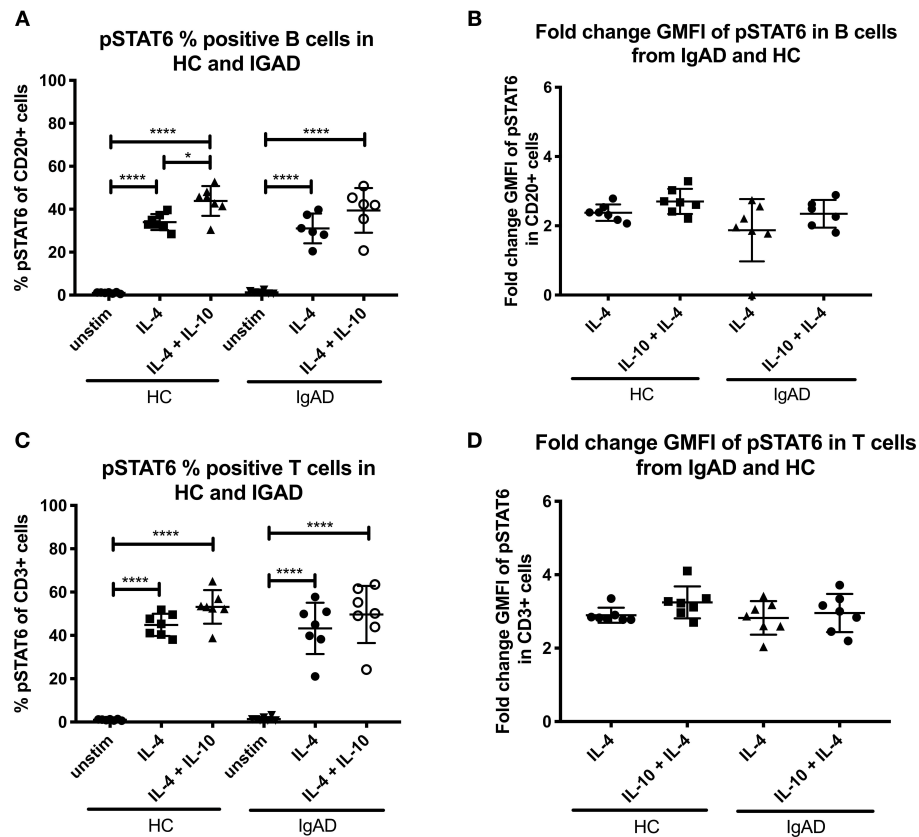 A
pSTAT6 % positive B cells in
HC and IGAD
% pSTAT6 of CD20+ cells
100
80
60
40
20
0
****
*
****
****
****
unstim
IL-4
IL-4 + IL-10
unstim
IL-4
IL-4 + IL-10
HC
IgAD
B
Fold change GMFI of pSTAT6 in B cells
from IgAD and HC
Fold change GMFI of pSTAT6
in CD20+ cells
6
4
2
0
IL-4
IL-10 + IL-4
IL-4
IL-10 + IL-4
HC
IgAD
C
pSTAT6 % positive T cells in
HC and IGAD
% pSTAT6 of CD3+ cells
100
80
60
40
20
0
****
****
****
****
unstim
IL-4
IL-4 + IL-10
unstim
IL-4
IL-4 + IL-10
HC
IgAD
D
Fold change GMFI of pSTAT6 in T cells
from IgAD and HC
Fold change GMFI of pSTAT6
in CD3+ cells
6
4
2
0
IL-4
IL-10 + IL-4
IL-4
IL-10 + IL-4
HC
IgAD